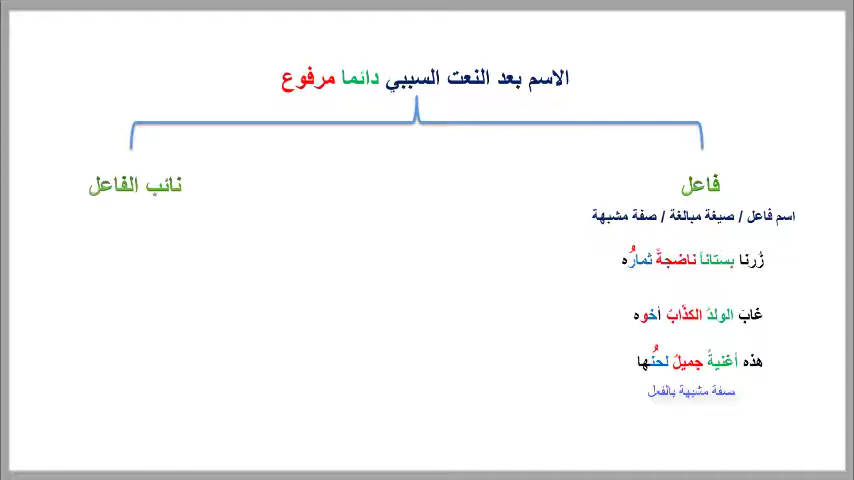 الاسم بعد النعت السببي دائما مرفوع
فاعل
اسم فاعل / صيغة مبالغة / صفة مشبهة
زُرنا بستاناً ناضجةً ثمارُه
غابَ الولدُ الكذّابُ أخوه
هذه أغنيةُ جميلُ لحنُها
صفة مشبهة بالفعل
نائب الفاعل